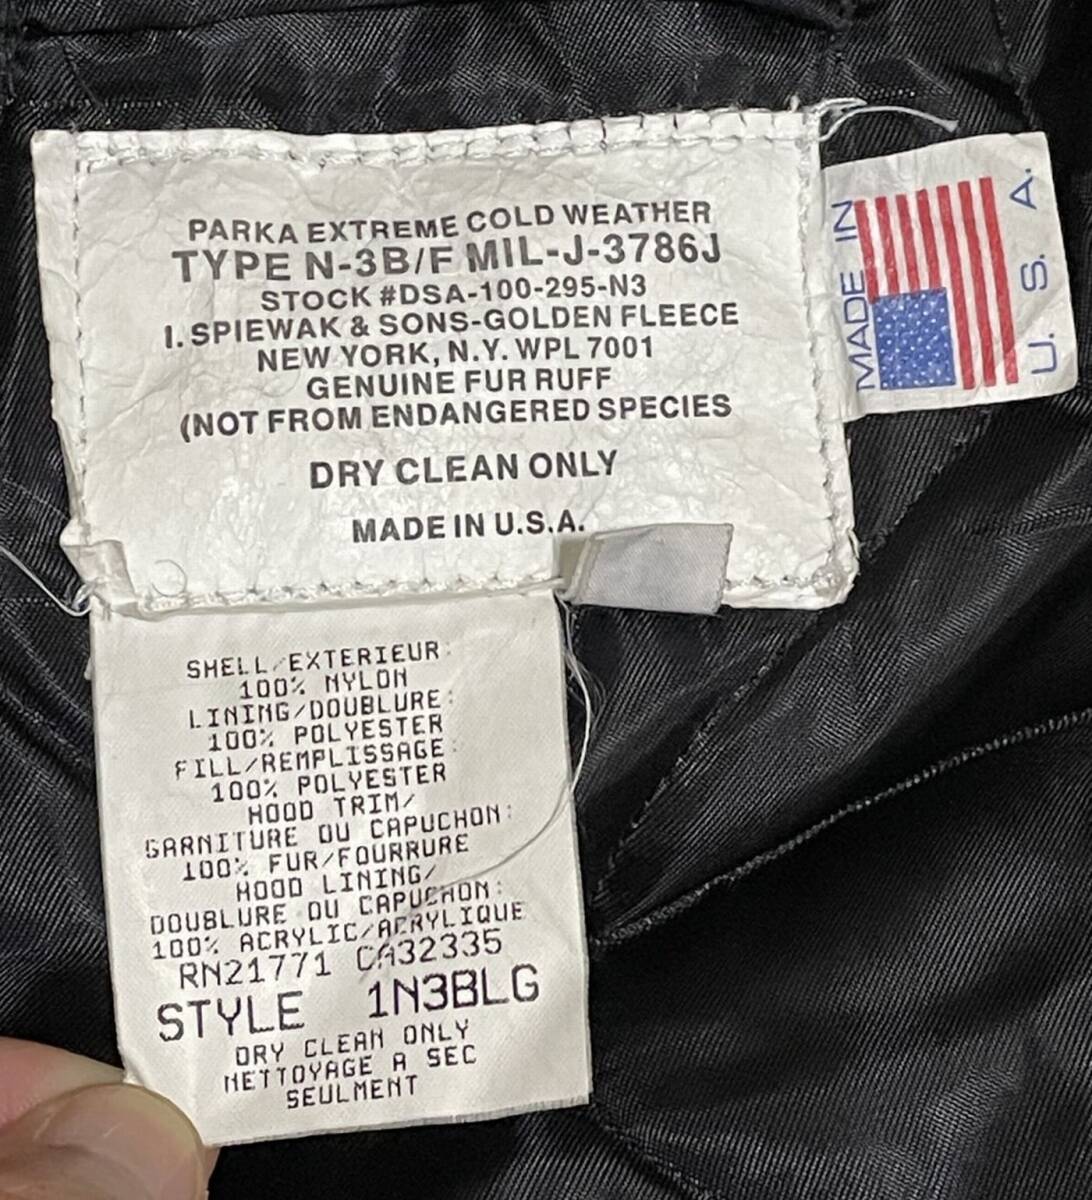 PARKA EXTREME COLD WEATHER
TYPE N-3B/F MIL-J-3786J
STOCK #DSA-100-295-N3
I. SPIEWAK & SONS-GOLDEN FLEECE
NEW YORK, N.Y. WPL 7001
GENUINE FUR RUFF
(NOT FROM ENDANGERED SPECIES
DRY CLEAN ONLY
MADE IN U.S.A.
MADE IN
U. S. A.
SHELL/EXTERIEUR:
100% NYLON
LINING/DOUBLURE:
100% POLYESTER
FILL/REMPLISSAGE:
100% POLYESTER
HOOD TRIM/
GARNITURE DU CAPUCHON:
100% FUR/FOURRURE
HOOD LINING/
DOUBLURE DU CAPUCHON:
100% ACRYLIC/ACRYLIQUE
RN21771 CA32335
STYLE 1N3BLG
DRY CLEAN ONLY
NETTOYAGE A SEC
SEULMENT